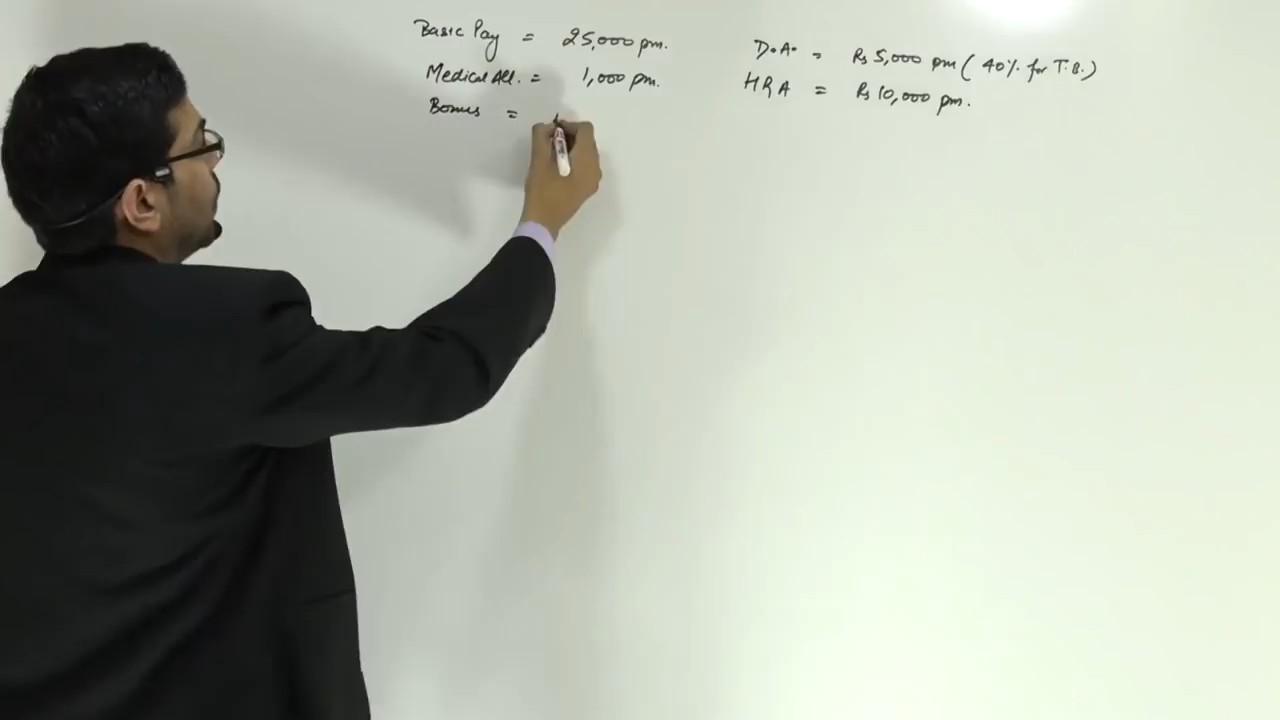 Basic Pay = 25,000 pm.
Medical All. = 1,000 pm.
Bonus =
D.A. = Rs 5,000 pm ( 40% for T.B.)
HRA = Rs 10,000 pm.